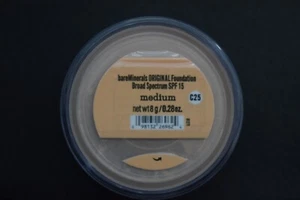 bareMinerals ORIGINAL Foundation
Broad Spectrum SPF 15
medium C25
net wt 8 g / 0.28oz.